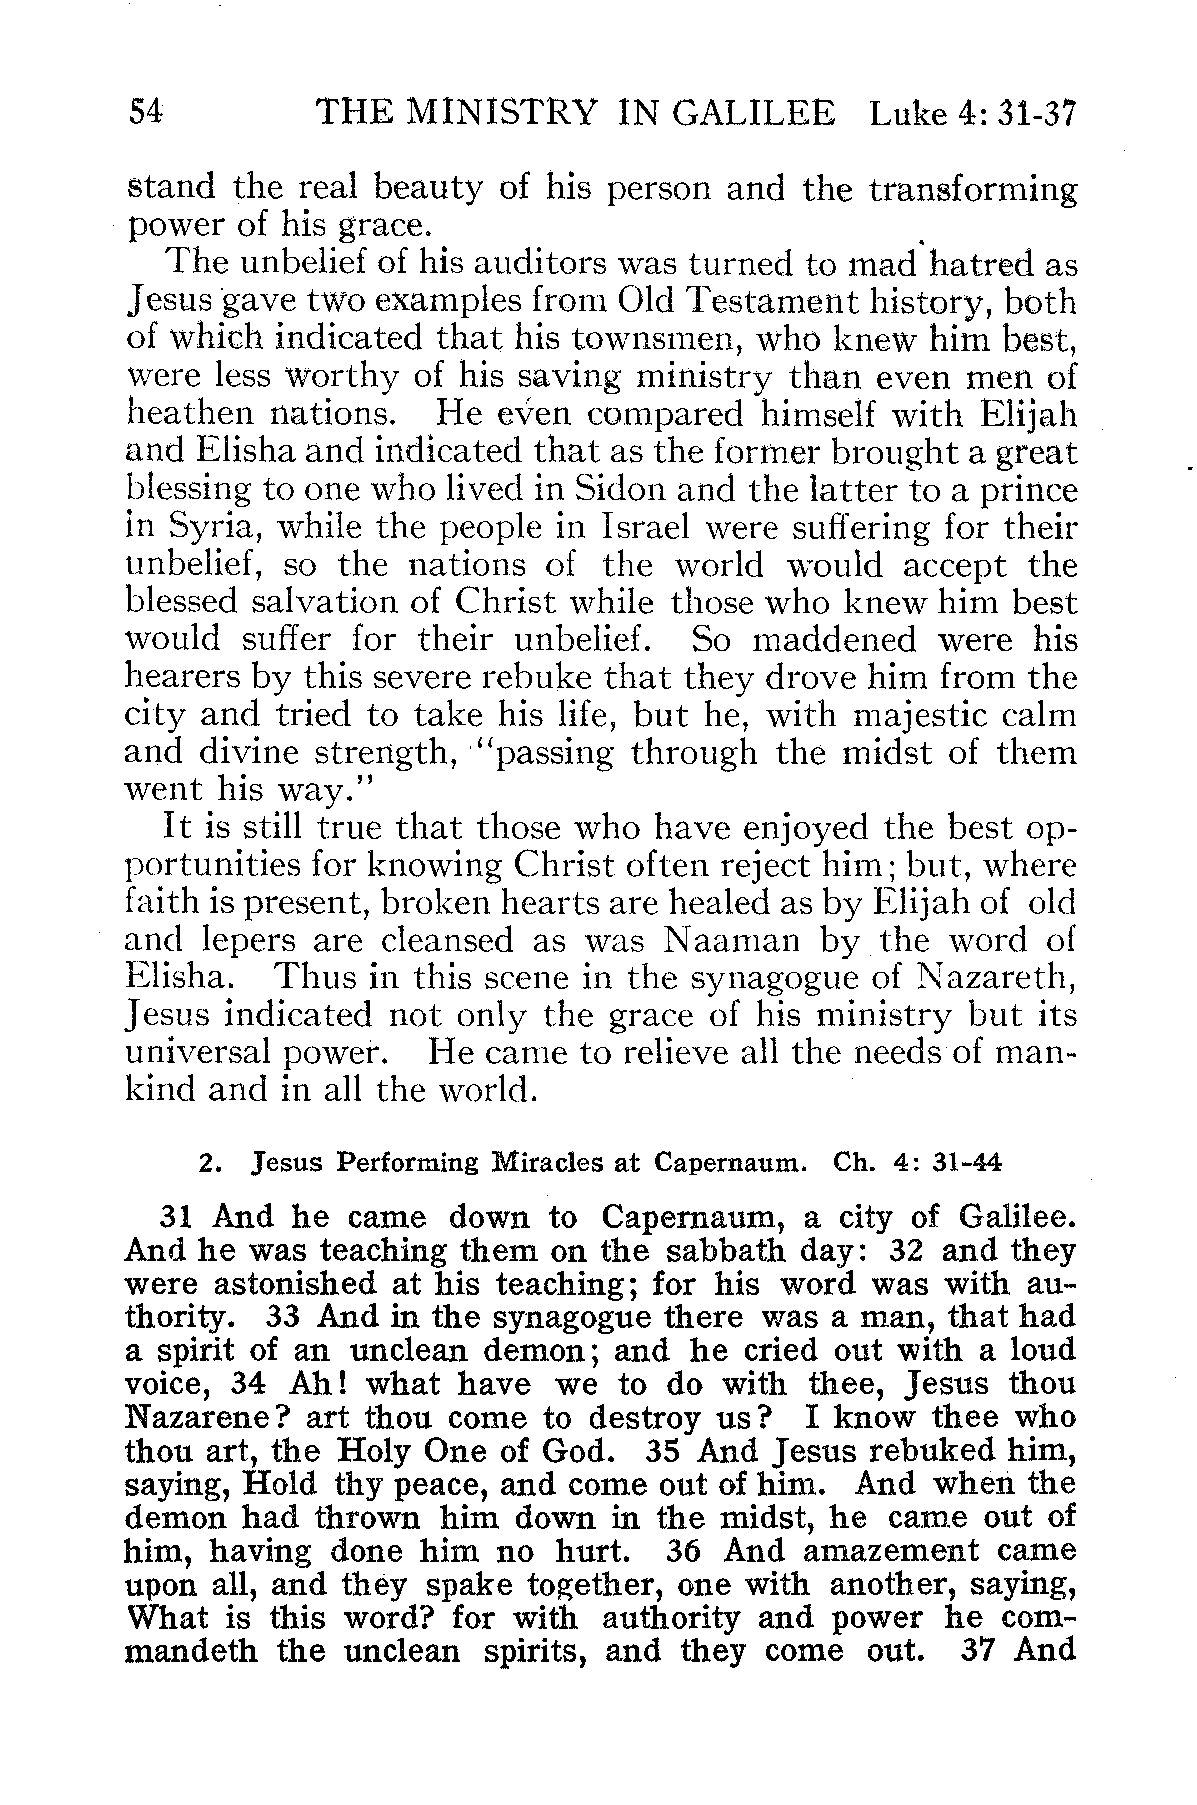 54 THE MINISTRY IN GALILEE Luke 4: 31-37
stand the real beauty of his person and the transforming
power of his grace.
The unbelief of his auditors was turned to mad hatred as
Jesus gave two examples from Old Testament history, both
of which indicated that his townsmen, who knew him best,
were less worthy of his saving ministry than even men of
heathen nations. He even compared himself with Elijah
and Elisha and indicated that as the former brought a great
blessing to one who lived in Sidon and the latter to a prince
in Syria, while the people in Israel were suffering for their
unbelief, so the nations of the world would accept the
blessed salvation of Christ while those who knew him best
would suffer for their unbelief. So maddened were his
hearers by this severe rebuke that they drove him from the
city and tried to take his life, but he, with majestic calm
and divine strength, "passing through the midst of them
went his way."
It is still true that those who have enjoyed the best op-
portunities for knowing Christ often reject him; but, where
faith is present, broken hearts are healed as by Elijah of old
and lepers are cleansed as was Naaman by the word of
Elisha. Thus in this scene in the synagogue of Nazareth,
Jesus indicated not only the grace of his ministry but its
universal power. He came to relieve all the needs of man-
kind and in all the world.
2. Jesus Performing Miracles at Capernaum. Ch. 4: 31-44
31 And he came down to Capernaum, a city of Galilee.
And he was teaching them on the sabbath day: 32 and they
were astonished at his teaching; for his word was with au-
thority. 33 And in the synagogue there was a man, that had
a spirit of an unclean demon; and he cried out with a loud
voice, 34 Ah! what have we to do with thee, Jesus thou
Nazarene? art thou come to destroy us? I know thee who
thou art, the Holy One of God. 35 And Jesus rebuked him,
saying, Hold thy peace, and come out of him. And when the
demon had thrown him down in the midst, he came out of
him, having done him no hurt. 36 And amazement came
upon all, and they spake together, one with another, saying,
What is this word? for with authority and power he com-
mandeth the unclean spirits, and they come out. 37 And